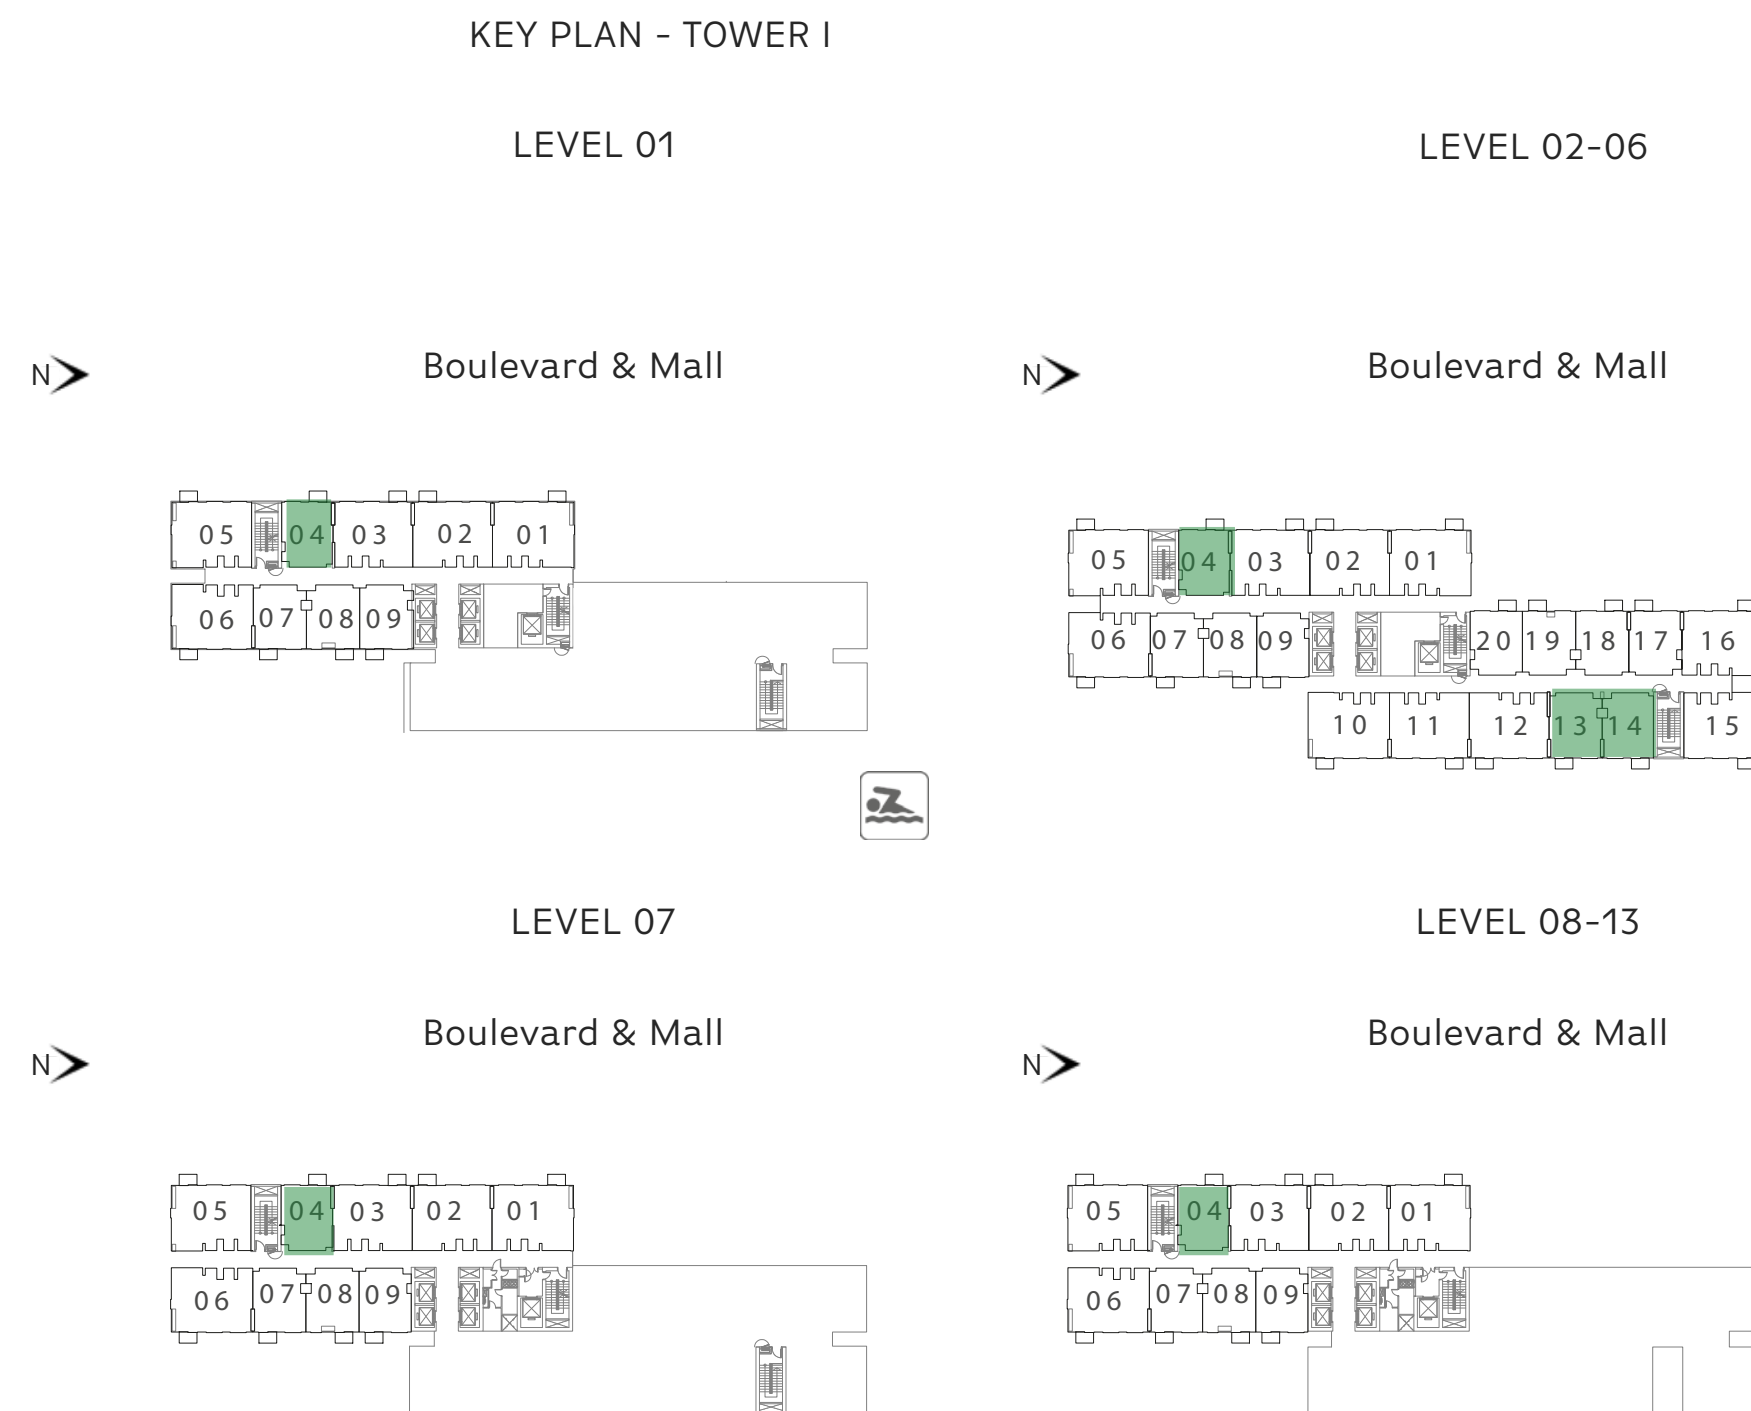 KEY PLAN - TOWER I
LEVEL 01
LEVEL 02-06
N
Boulevard & Mall
N
Boulevard & Mall
05 04 03 02 01
06 07 08 09
05 04 03 02 01
06 07 08 09 20 19 18 17 16
10 11 12 13 14 15
LEVEL 07
LEVEL 08-13
N
Boulevard & Mall
N
Boulevard & Mall
05 04 03 02 01
06 07 08 09
05 04 03 02 01
06 07 08 09